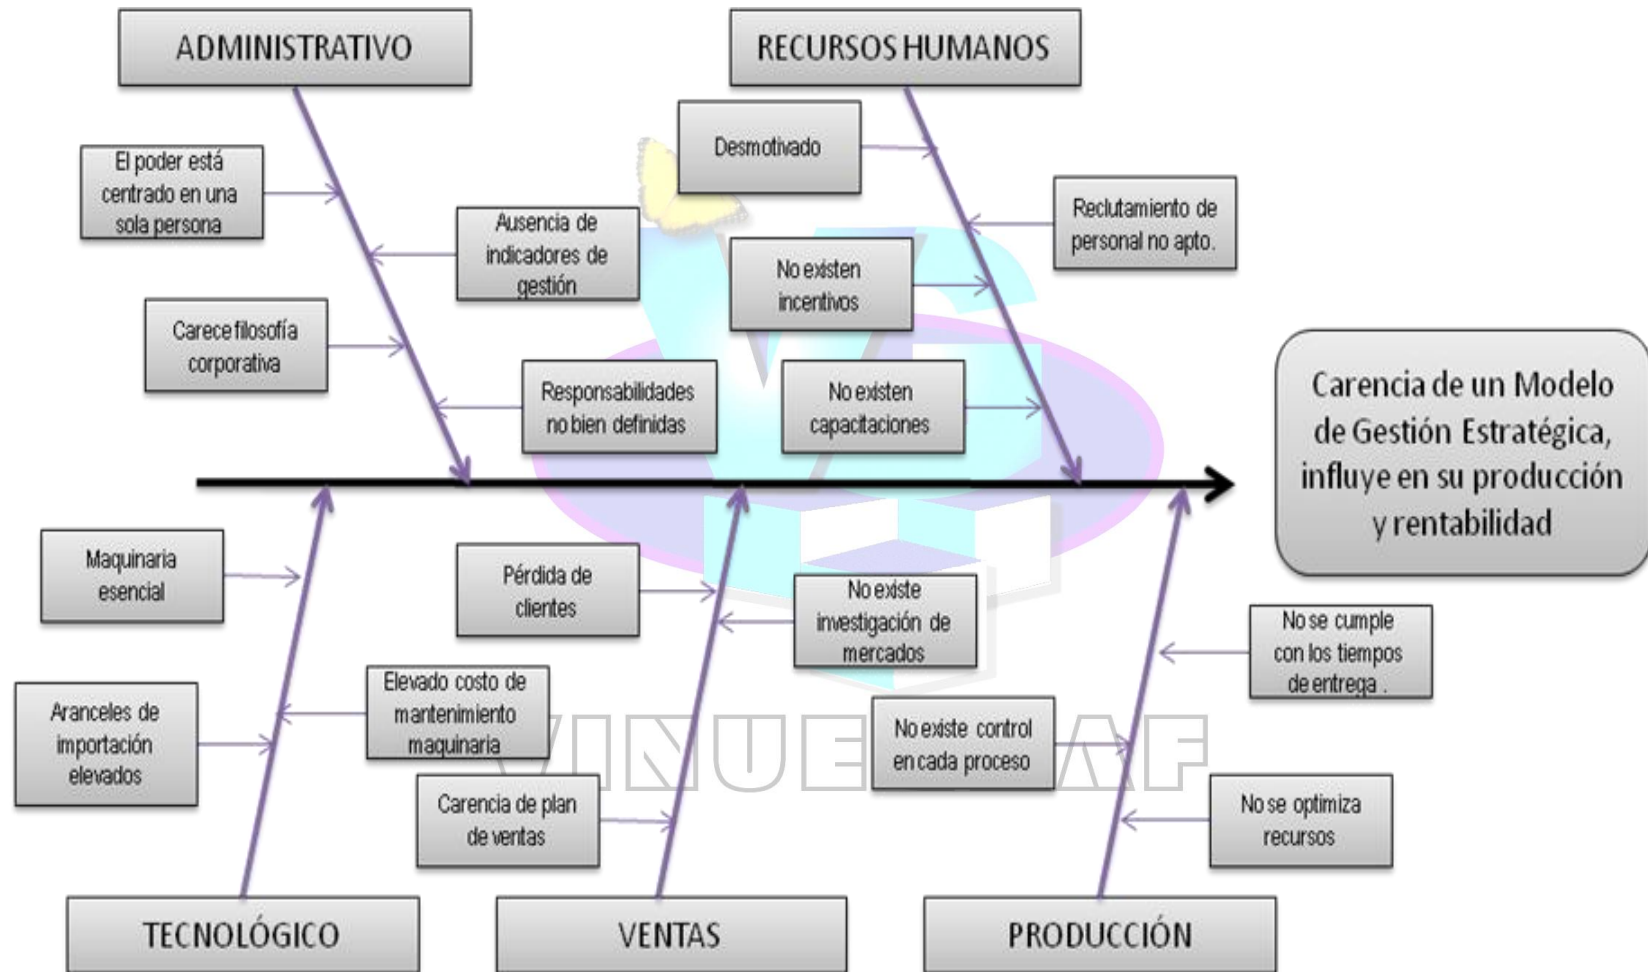 ADMINISTRATIVO
RECURSOS HUMANOS
Desmotivado
El poder está
centrado en una
sola persona
Reclutamiento de
personal no apto.
Ausencia de
indicadores de
gestión
No existen
incentivos
Carece filosofía
corporativa
Responsabilidades
no bien definidas
No existen
capacitaciones
Carencia de un Modelo
de Gestión Estratégica,
influye en su producción
y rentabilidad
Maquinaria
esencial
Pérdida de
clientes
No existe
investigación de
mercados
No se cumple
con los tiempos
de entrega .
Aranceles de
importación
elevados
Elevado costo de
mantenimiento
maquinaria
No existe control
en cada proceso
Carencia de plan
de ventas
No se optimiza
recursos
TECNOLÓGICO
VENTAS
PRODUCCIÓN